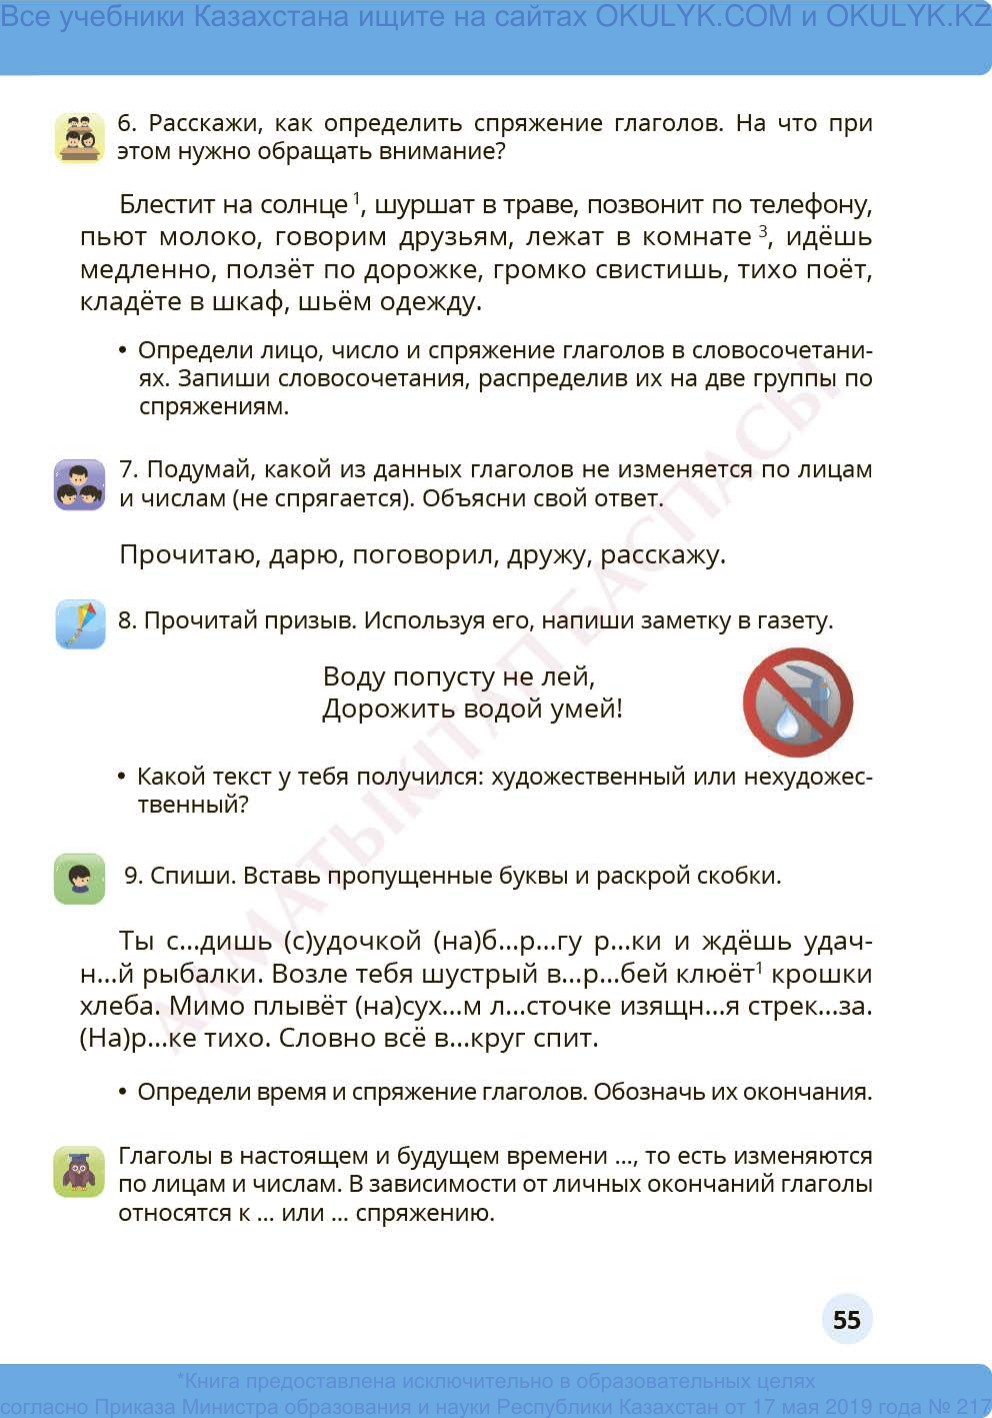 Все учебники Казахстана ищите на сайтах OKULYK.COM и OKULYK.KZ
6. Расскажи, как определить спряжение глаголов. На что при
этом нужно обращать внимание?
Блестит на солнце¹, шуршат в траве, позвонит по телефону,
пьют молоко, говорим друзьям, лежат в комнате³, идёшь
медленно, ползёт по дорожке, громко свистишь, тихо поёт,
кладёте в шкаф, шьём одежду.
• Определи лицо, число и спряжение глаголов в словосочетани-
ях. Запиши словосочетания, распределив их на две группы по
спряжениям.
7. Подумай, какой из данных глаголов не изменяется по лицам
и числам (не спрягается). Объясни свой ответ.
Прочитаю, дарю, поговорил, дружу, расскажу.
8. Прочитай призыв. Используя его, напиши заметку в газету.
Воду попусту не лей,
Дорожить водой умей!
• Какой текст у тебя получился: художественный или нехудожес-
твенный?
9. Спиши. Вставь пропущенные буквы и раскрой скобки.
Ты с...дишь (с)удочкой (на)б...р...гу р...ки и ждёшь удач-
н...й рыбалки. Возле тебя шустрый в...р...бей клюёт¹ крошки
хлеба. Мимо плывёт (на)сух...м л...сточке изящн...я стрек...за.
(На)р...ке тихо. Словно всё в...круг спит.
• Определи время и спряжение глаголов. Обозначь их окончания.
Глаголы в настоящем и будущем времени ..., то есть изменяются
по лицам и числам. В зависимости от личных окончаний глаголы
относятся к ... или ... спряжению.
55
*Книга предоставлена исключительно в образовательных целях
согласно Приказа Министра образования и науки Республики Казахстан от 17 мая 2019 года № 217
АЛМАТЫКІТАП БАСПАСЫ